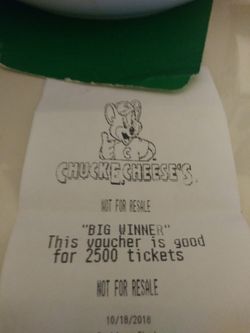 CHUCK E. CHEESE'S
NOT FOR RESALE
"BIG WINNER"
This voucher is good
for 2500 tickets
NOT FOR RESALE
10/18/2016